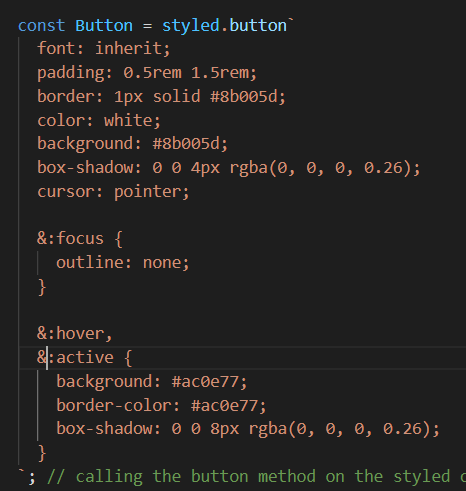 const Button = styled.button`
  font: inherit;
  padding: 0.5rem 1.5rem;
  border: 1px solid #8b005d;
  color: white;
  background: #8b005d;
  box-shadow: 0 0 4px rgba(0, 0, 0, 0.26);
  cursor: pointer;

  &:focus {
    outline: none;
  }

  &:hover,
  &:active {
    background: #ac0e77;
    border-color: #ac0e77;
    box-shadow: 0 0 8px rgba(0, 0, 0, 0.26);
  }
`; // calling the button method on the styled